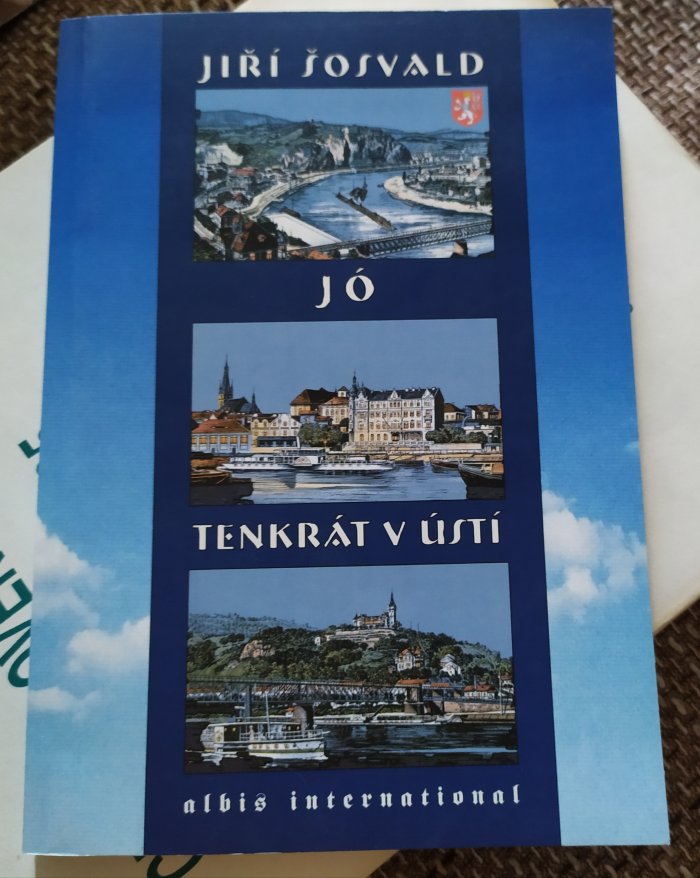 JIŘÍ ŠOSVALD
JÓ
TENKRÁT V ÚSTÍ
albis international